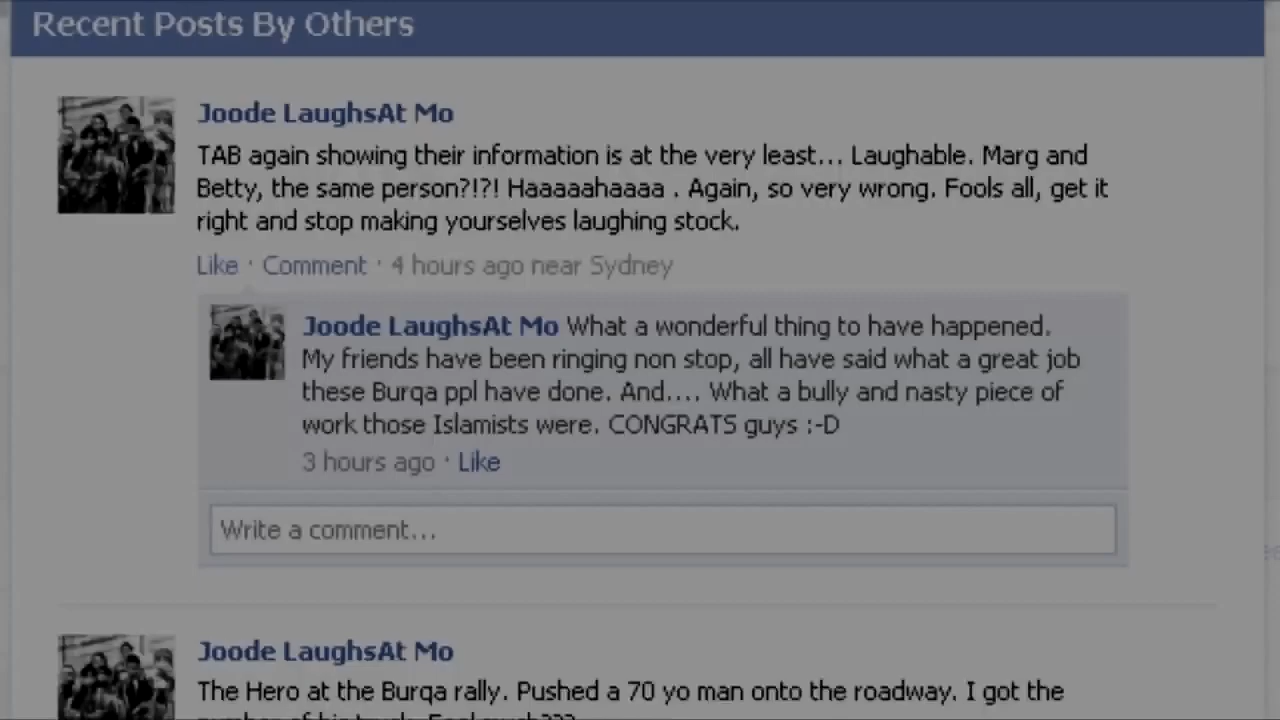 Recent Posts By Others
Joode LaughsAt Mo
TAB again showing their information is at the very least... Laughable. Marg and
Betty, the same person?!?! Haaaaahaaaa . Again, so very wrong. Fools all, get it
right and stop making yourselves laughing stock.
Like · Comment · 4 hours ago near Sydney
Joode LaughsAt Mo What a wonderful thing to have happened.
My friends have been ringing non stop, all have said what a great job
these Burqa ppl have done. And.... What a bully and nasty piece of
work those Islamists were. CONGRATS guys :-D
3 hours ago · Like
Write a comment...
Joode LaughsAt Mo
The Hero at the Burqa rally. Pushed a 70 yo man onto the roadway. I got the